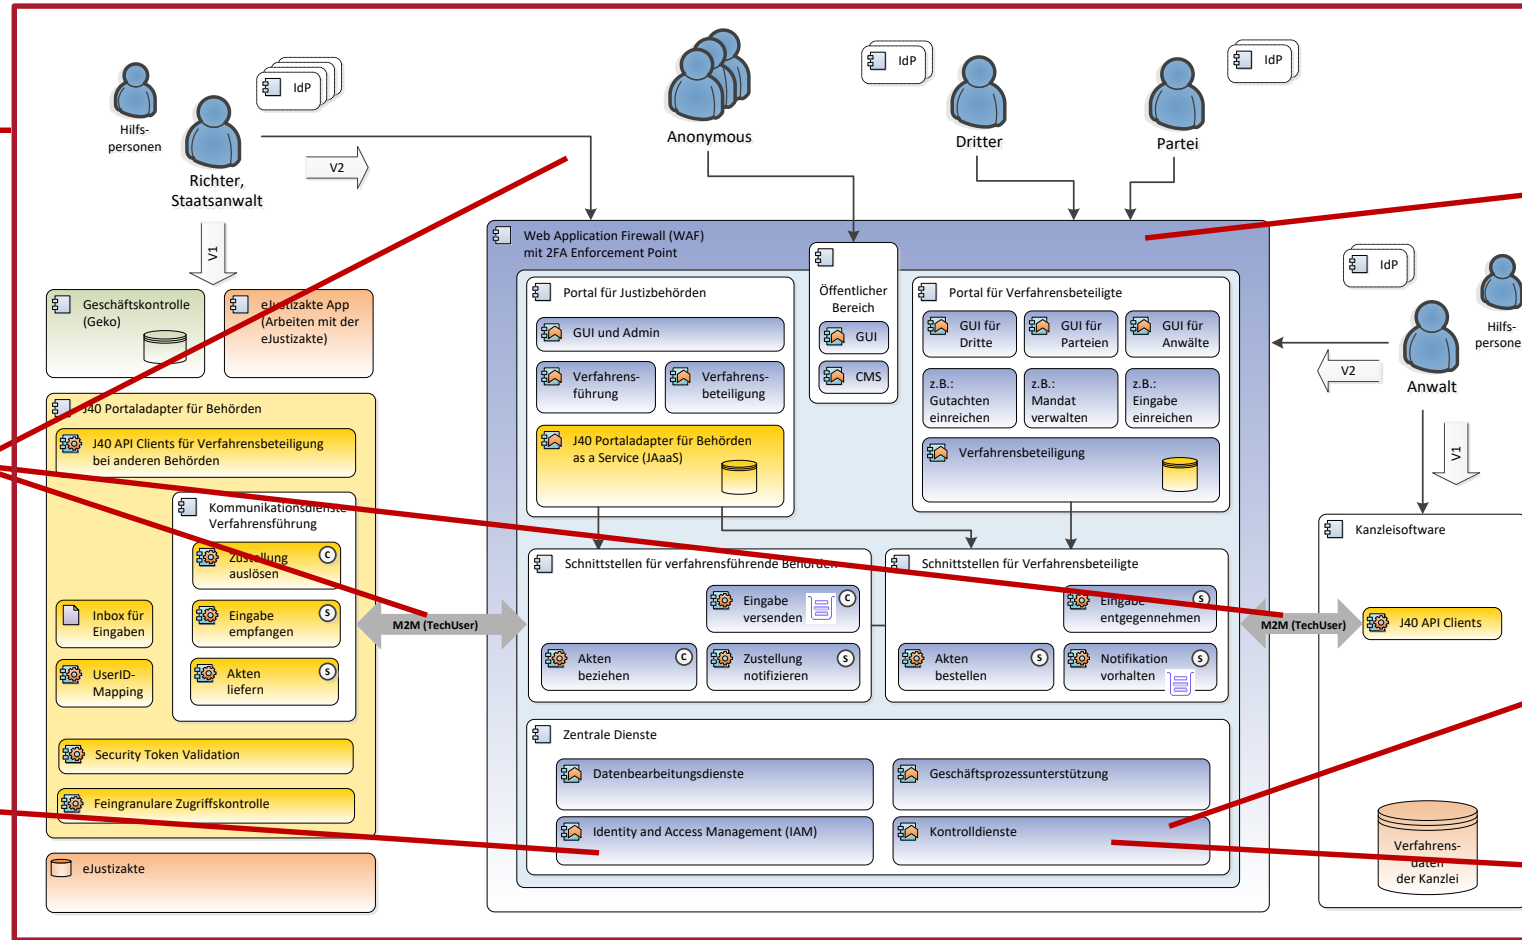 IdP
IdP
IdP
Hilfs-
personen
Richter,
Staatsanwalt
V2
V1
Anonymous
Dritter
Partei
Web Application Firewall (WAF)
mit 2FA Enforcement Point
IdP
Hilfs-
persone
Anwalt
V2
V1
Geschäftskontrolle
(Geko)
eJustizakte App
(Arbeiten mit der
eJustizakte)
Portal für Justizbehörden
GUI und Admin
Verfahrens-
führung
Verfahrens-
beteiligung
J40 Portaladapter für Behörden
as a Service (JAaaS)
Öffentlicher
Bereich
GUI
CMS
Portal für Verfahrensbeteiligte
GUI für
Dritte
GUI für
Parteien
GUI für
Anwälte
z.B.:
Gutachten
einreichen
z.B.:
Mandat
verwalten
z.B.:
Eingabe
einreichen
Verfahrensbeteiligung
J40 Portaladapter für Behörden
J40 API Clients für Verfahrensbeteiligung
bei anderen Behörden
Kommunikationsdienste
Verfahrensführung
Zustellung
auslösen
C
Eingabe
empfangen
S
Akten
liefern
S
Inbox für
Eingaben
UserID-
Mapping
Security Token Validation
Feingranulare Zugriffskontrolle
eJustizakte
M2M (TechUser)
Schnittstellen für verfahrensführende Behörden
Eingabe
versenden
C
Akten
beziehen
C
Zustellung
notifizieren
S
Schnittstellen für Verfahrensbeteiligte
Eingabe
entgegennehmen
S
Akten
bestellen
S
Notifikation
vorhalten
S
M2M (TechUser)
Kanzleisoftware
J40 API Clients
Verfahrens-
daten
der Kanzlei
Zentrale Dienste
Datenbearbeitungsdienste
Geschäftsprozessunterstützung
Identity and Access Management (IAM)
Kontrolldienste